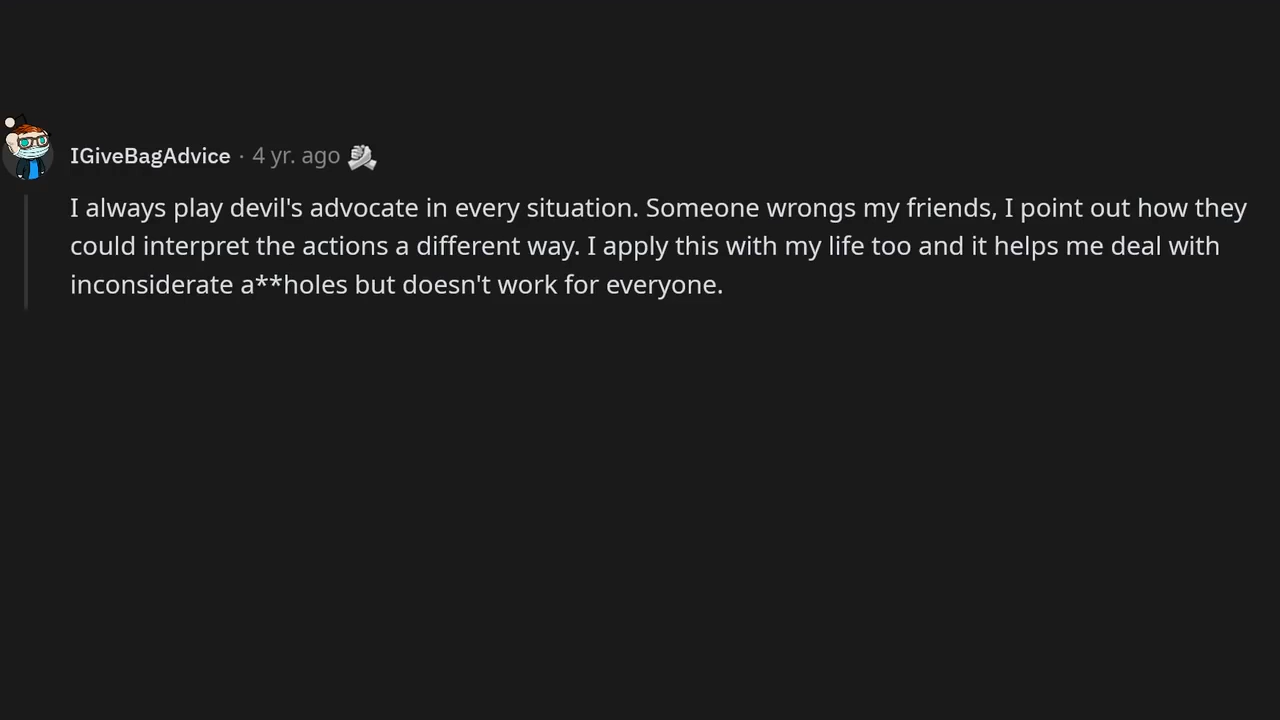 IGiveBagAdvice · 4 yr. ago
I always play devil's advocate in every situation. Someone wrongs my friends, I point out how they
could interpret the actions a different way. I apply this with my life too and it helps me deal with
inconsiderate a**holes but doesn't work for everyone.